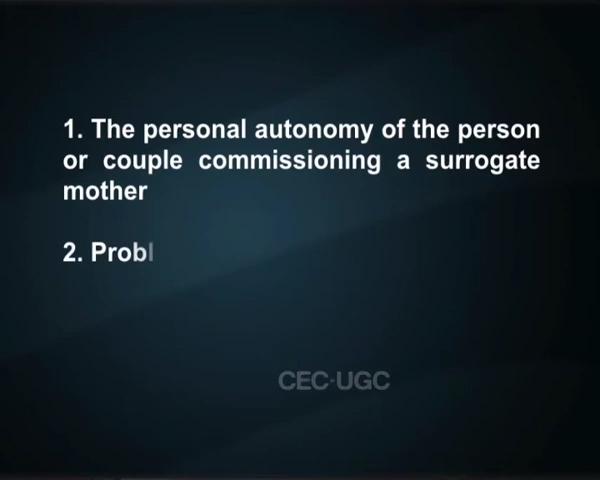 1. The personal autonomy of the person
or couple commissioning a surrogate
mother
2. Probl
CEC-UGC